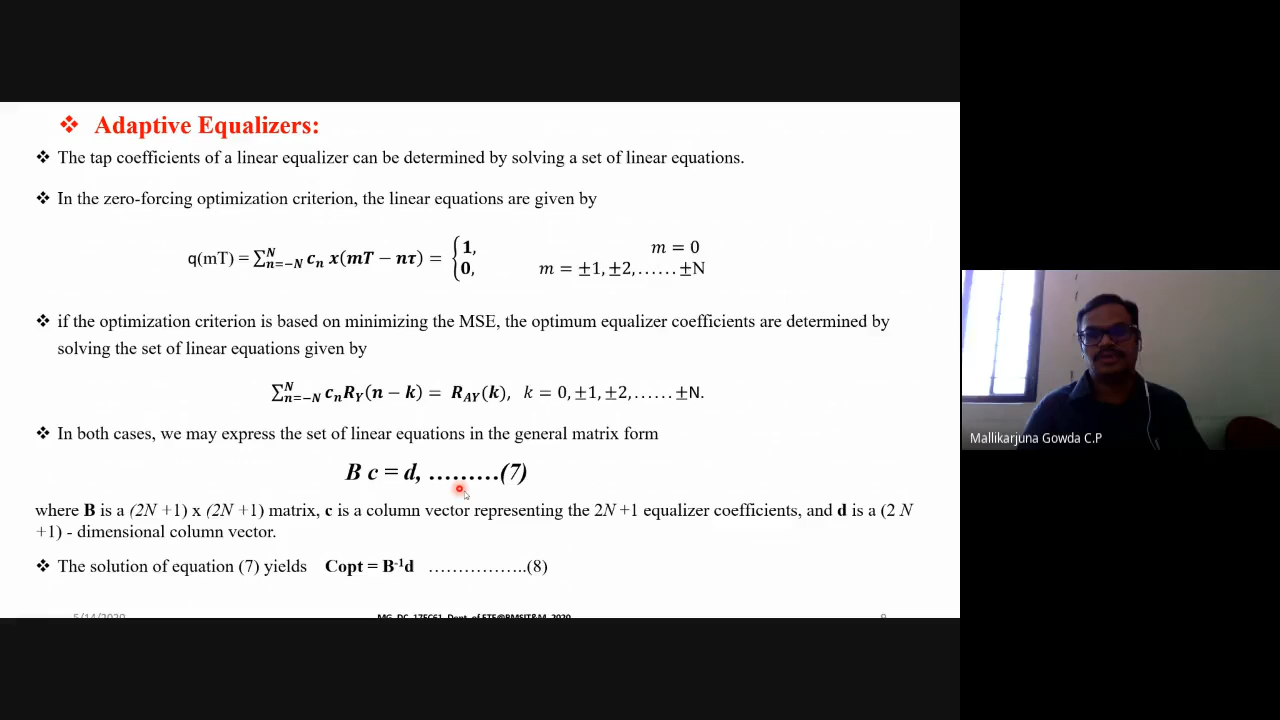 ❖ Adaptive Equalizers:
❖ The tap coefficients of a linear equalizer can be determined by solving a set of linear equations.
❖ In the zero-forcing optimization criterion, the linear equations are given by
q(mT) = ∑ₙ₌₋ₙᴺ cₙ x(mT − nτ) = { 1, m = 0
0, m = ±1, ±2, …… ±N
❖ if the optimization criterion is based on minimizing the MSE, the optimum equalizer coefficients are determined by
solving the set of linear equations given by
∑_{n=−N}^{N} c_n R_Y(n − k) = R_{AY}(k), k = 0, ±1, ±2, …… ±N.
❖ In both cases, we may express the set of linear equations in the general matrix form
B c = d, ………(7)
where B is a (2N +1) x (2N +1) matrix, c is a column vector representing the 2N +1 equalizer coefficients, and d is a (2 N
+1) - dimensional column vector.
❖ The solution of equation (7) yields Copt = B⁻¹d ……………..(8)
Mallikarjuna Gowda C.P